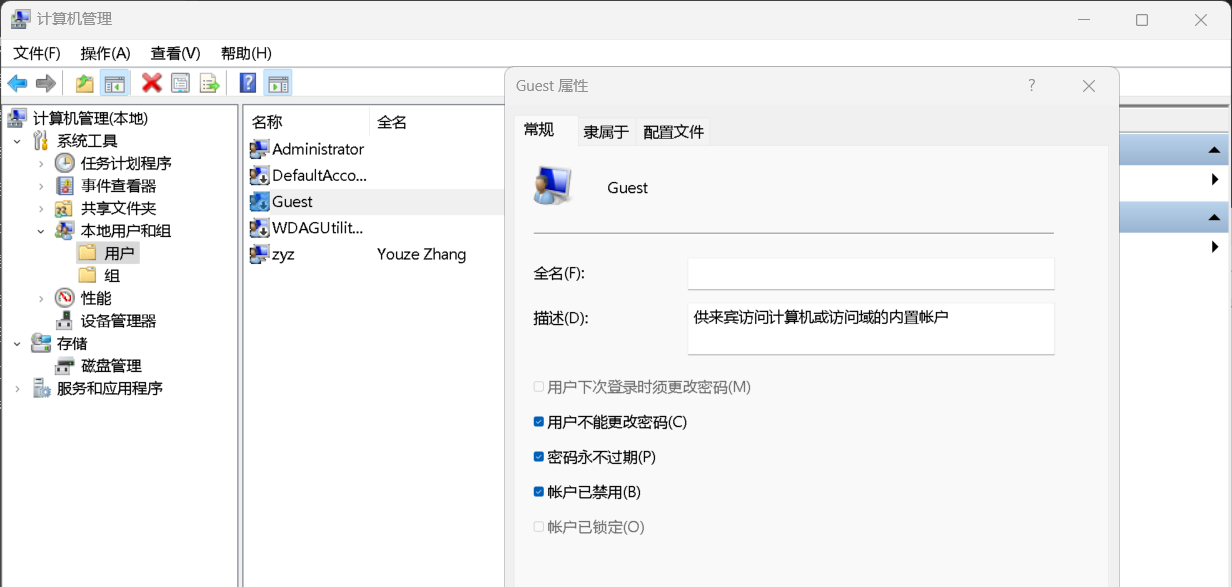 计算机管理
文件(F) 操作(A) 查看(V) 帮助(H)
计算机管理(本地)
系统工具
任务计划程序
事件查看器
共享文件夹
本地用户和组
用户
组
性能
设备管理器
存储
磁盘管理
服务和应用程序
名称 全名
Administrator
DefaultAcco...
Guest
WDAGUtilit...
zyz Youze Zhang
Guest 属性
常规 隶属于 配置文件
Guest
全名(F):
描述(D): 供来宾访问计算机或访问域的内置帐户
用户下次登录时须更改密码(M)
用户不能更改密码(C)
密码永不过期(P)
帐户已禁用(B)
帐户已锁定(O)